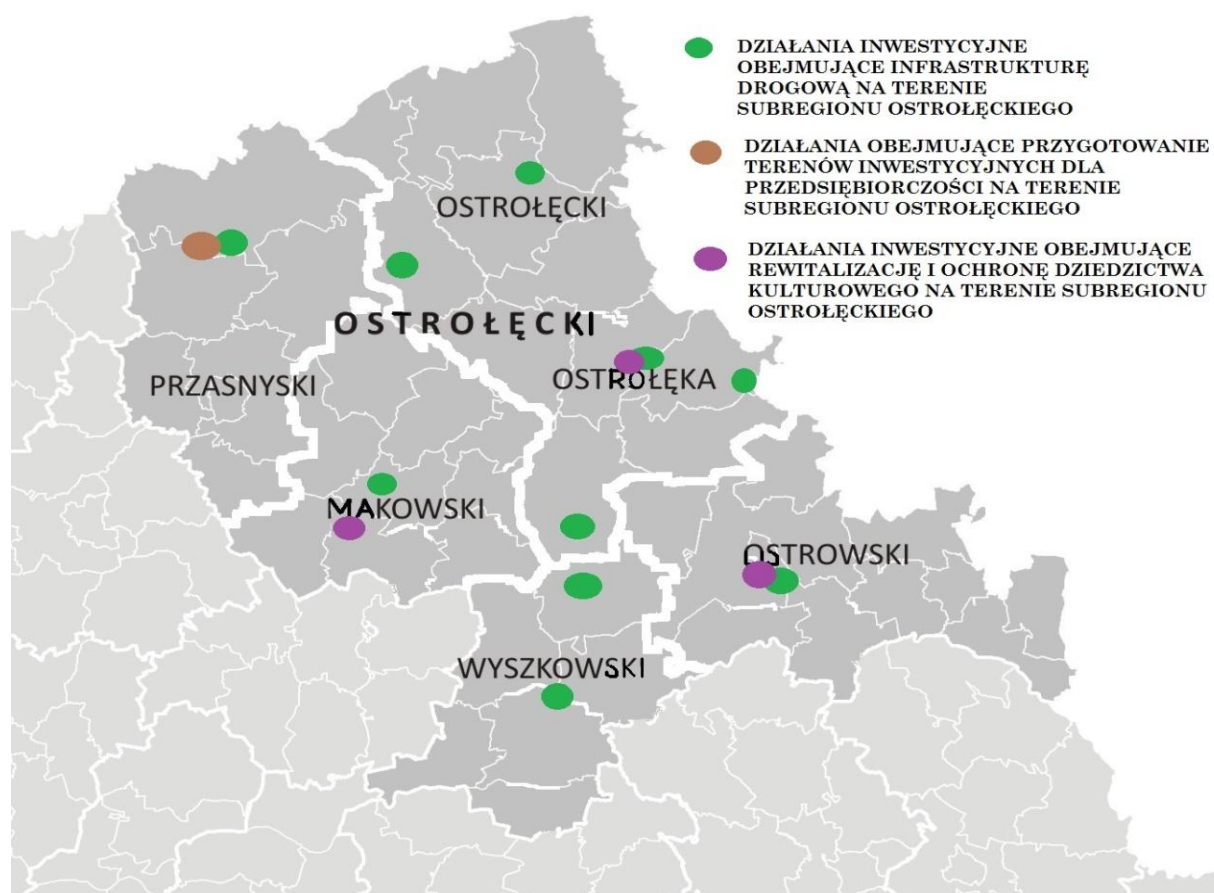 DZIAŁANIA INWESTYCYJNE
OBEJMUJĄCE INFRASTRUKTURĘ
DROGOWĄ NA TERENIE
SUBREGIONU OSTROŁĘCKIEGO
DZIAŁANIA OBEJMUJĄCE PRZYGOTOWANIE
TERENÓW INWESTYCYJNYCH DLA
PRZEDSIĘBIORCZOŚCI NA TERENIE
SUBREGIONU OSTROŁĘCKIEGO
DZIAŁANIA INWESTYCYJNE OBEJMUJĄCE
REWITALIZACJĘ I OCHRONĘ DZIEDZICTWA
KULTUROWEGO NA TERENIE SUBREGIONU
OSTROŁĘCKIEGO
OSTROŁĘCKI
OSTROŁĘCKI
PRZASNYSKI
OSTROŁĘKA
MAKOWSKI
OSTROWSKI
WYSZKOWSKI